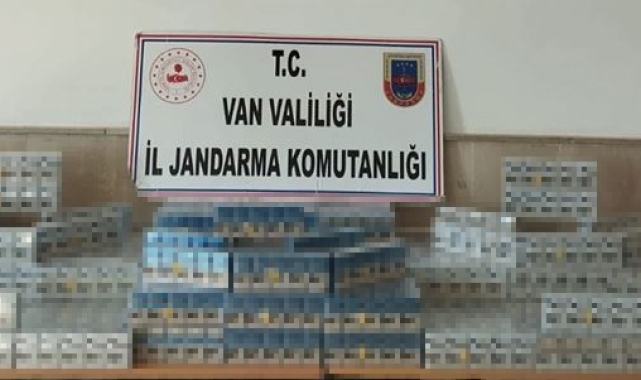 T.C.
VAN VALİLİĞİ
İL JANDARMA KOMUTANLIĞI